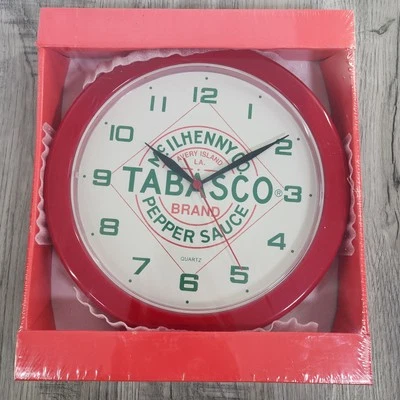 12
1
2
3
4
5
6
7
8
9
10
11
McILHENNY CO.
AVERY ISLAND,
LA.
TABASCO®
BRAND
PEPPER SAUCE
QUARTZ